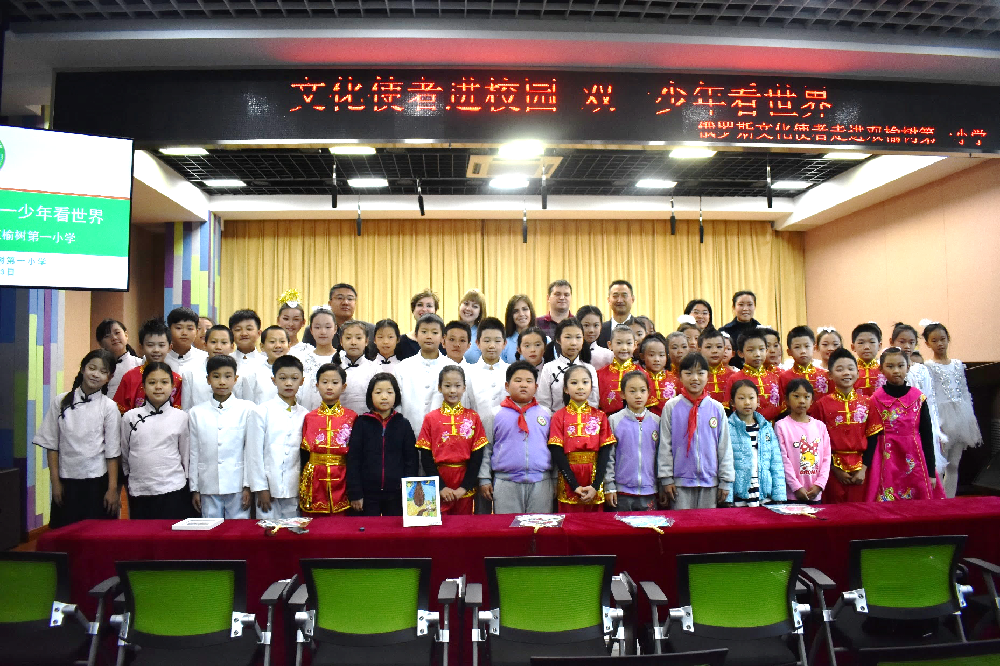 文化使者进校园 双 少年看世界
俄罗斯文化使者走进双榆树第一小学
一少年看世界
榆树第一小学
树第一小学
3日
AROMI